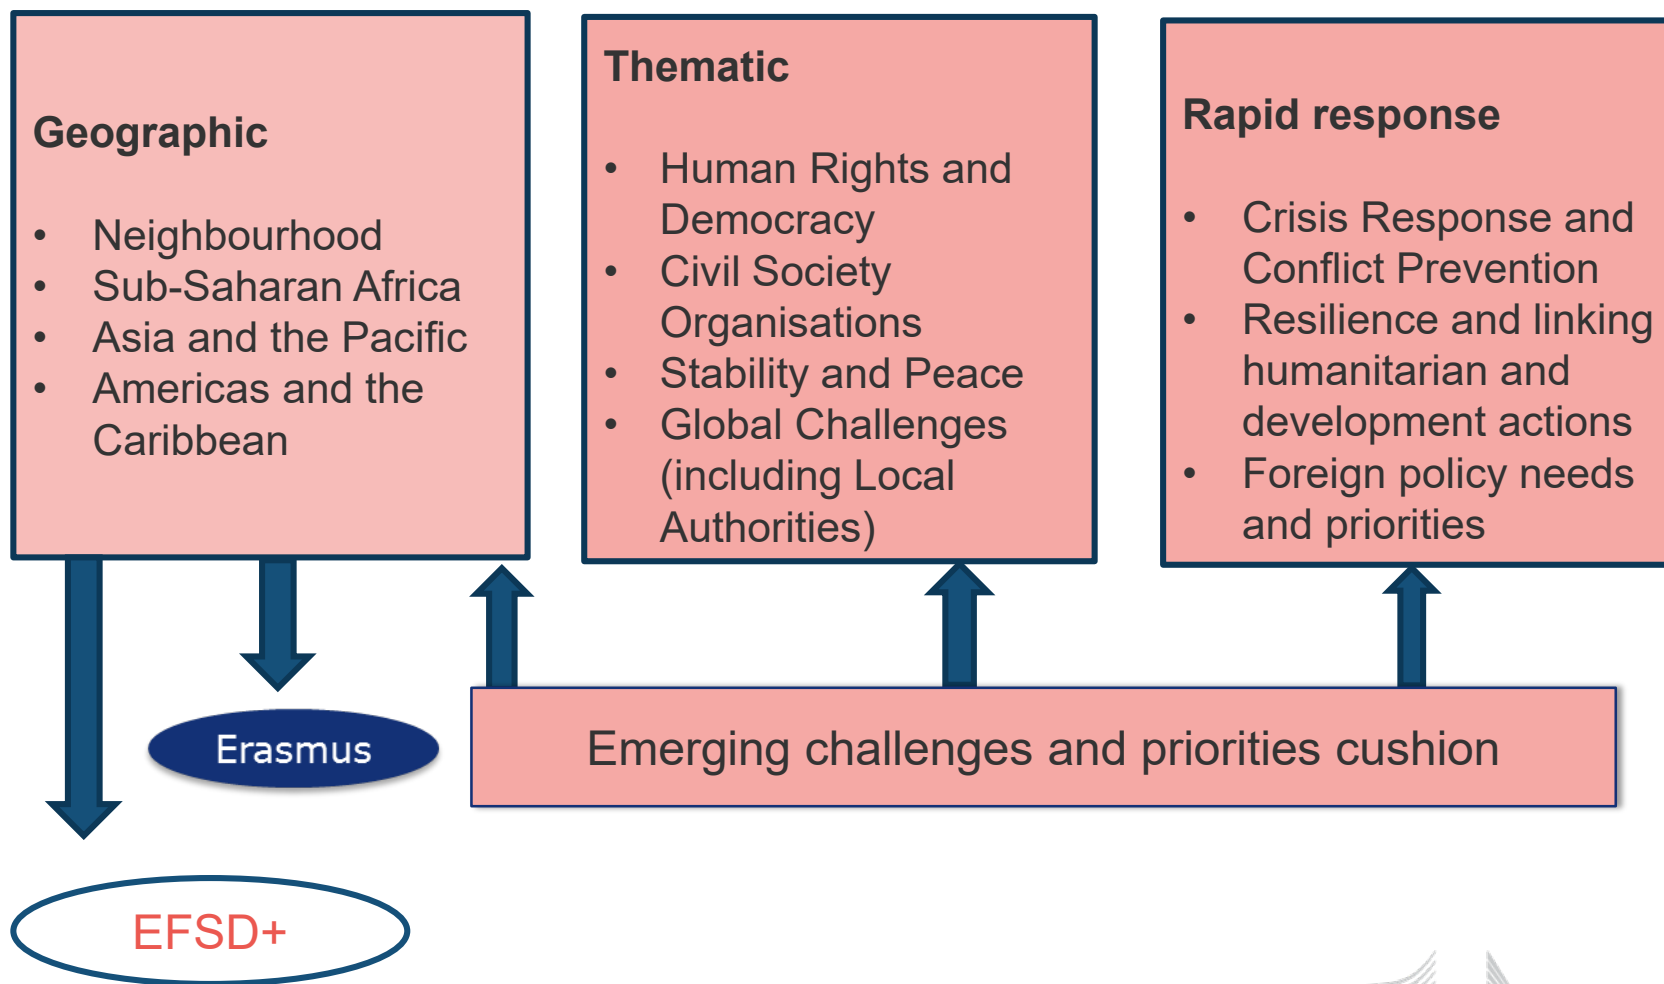 Geographic
• Neighbourhood
• Sub-Saharan Africa
• Asia and the Pacific
• Americas and the
Caribbean
Thematic
• Human Rights and
Democracy
• Civil Society
Organisations
• Stability and Peace
• Global Challenges
(including Local
Authorities)
Rapid response
• Crisis Response and
Conflict Prevention
• Resilience and linking
humanitarian and
development actions
• Foreign policy needs
and priorities
Erasmus
Emerging challenges and priorities cushion
EFSD+